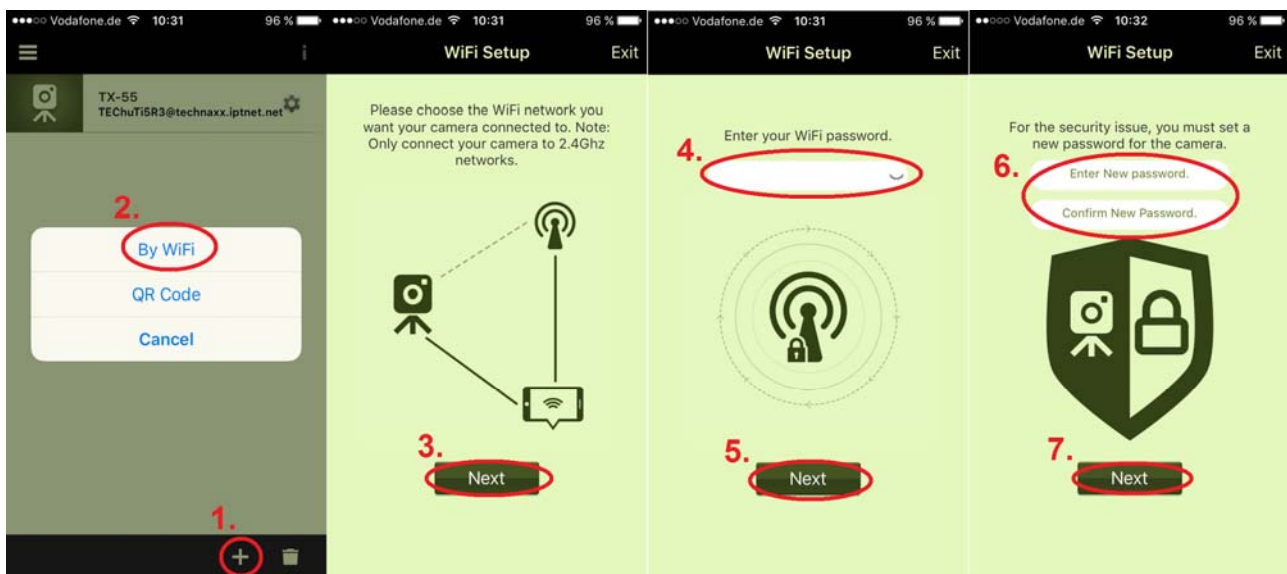 ●●●○○ Vodafone.de 10:31 96 %
TX-55
TEChuTi5R3@technaxx.iptnet.net
2.
By WiFi
QR Code
Cancel
1.
+
●●●○○ Vodafone.de 10:31 96 %
WiFi Setup Exit
Please choose the WiFi network you
want your camera connected to. Note:
Only connect your camera to 2.4Ghz
networks.
3.
Next
●●●○○ Vodafone.de 10:31 96 %
WiFi Setup Exit
Enter your WiFi password.
4.
5.
Next
●●○○○ Vodafone.de 10:32 96 %
WiFi Setup Exit
For the security issue, you must set a
new password for the camera.
6.
Enter New password.
Confirm New Password.
7.
Next